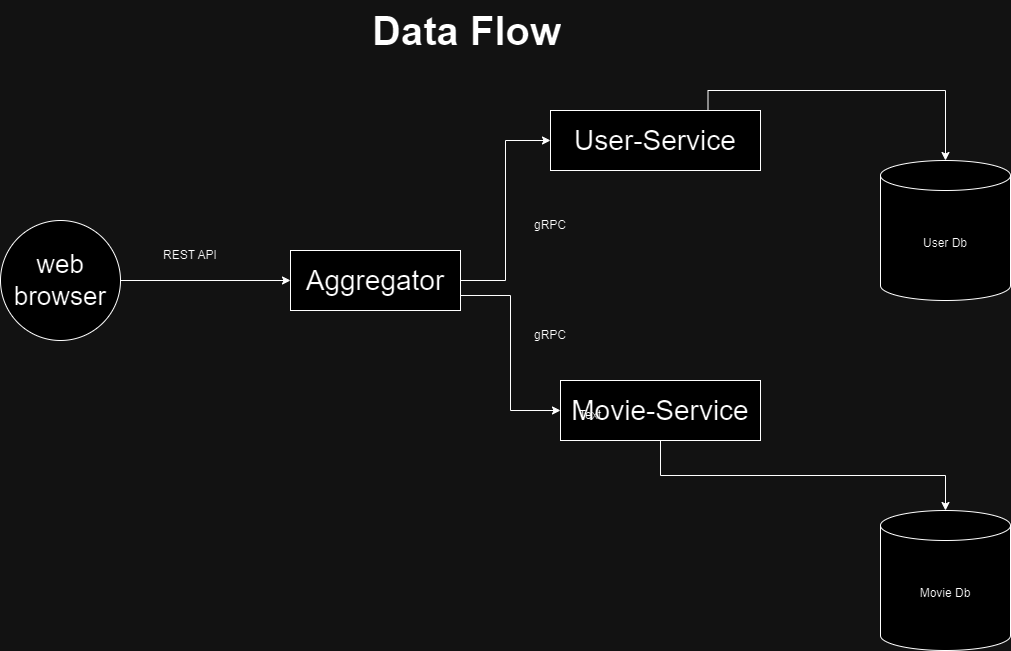 Data Flow
User-Service
User Db
gRPC
REST API
web
browser
Aggregator
gRPC
Movie-Service
Text
Movie Db